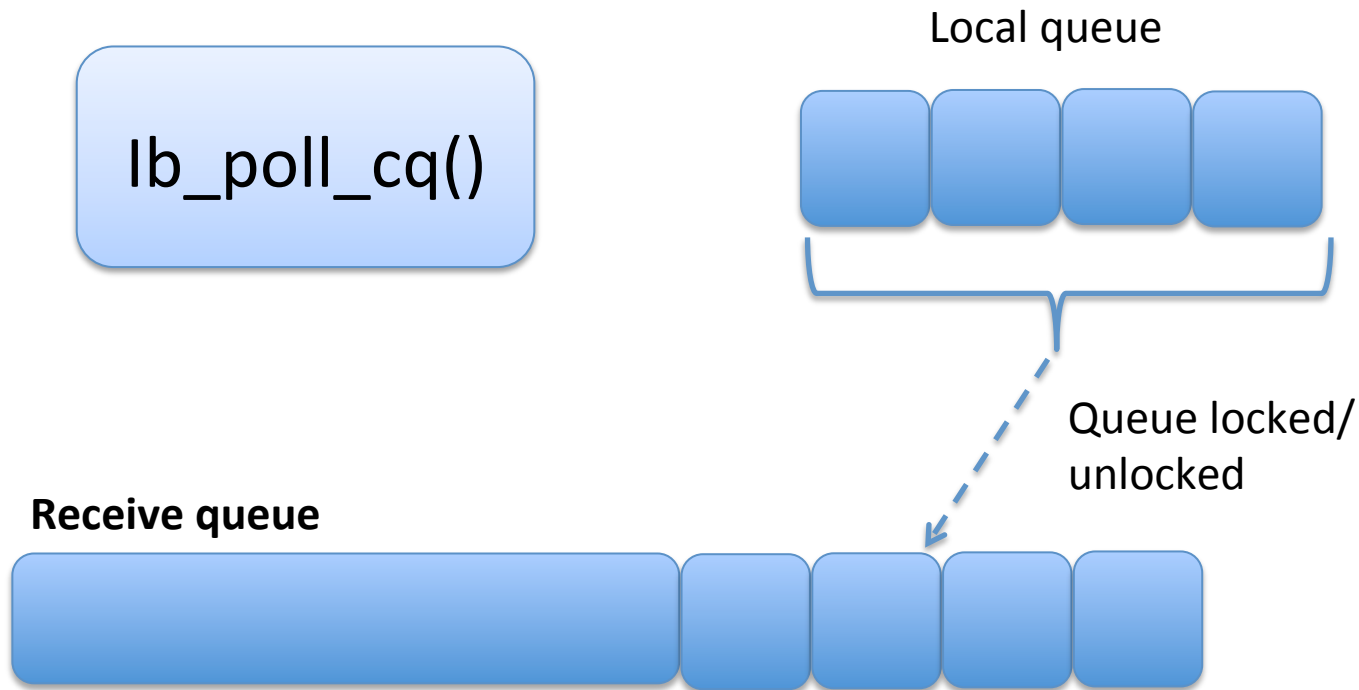 Local queue
Ib_poll_cq()
Queue locked/
unlocked
Receive queue